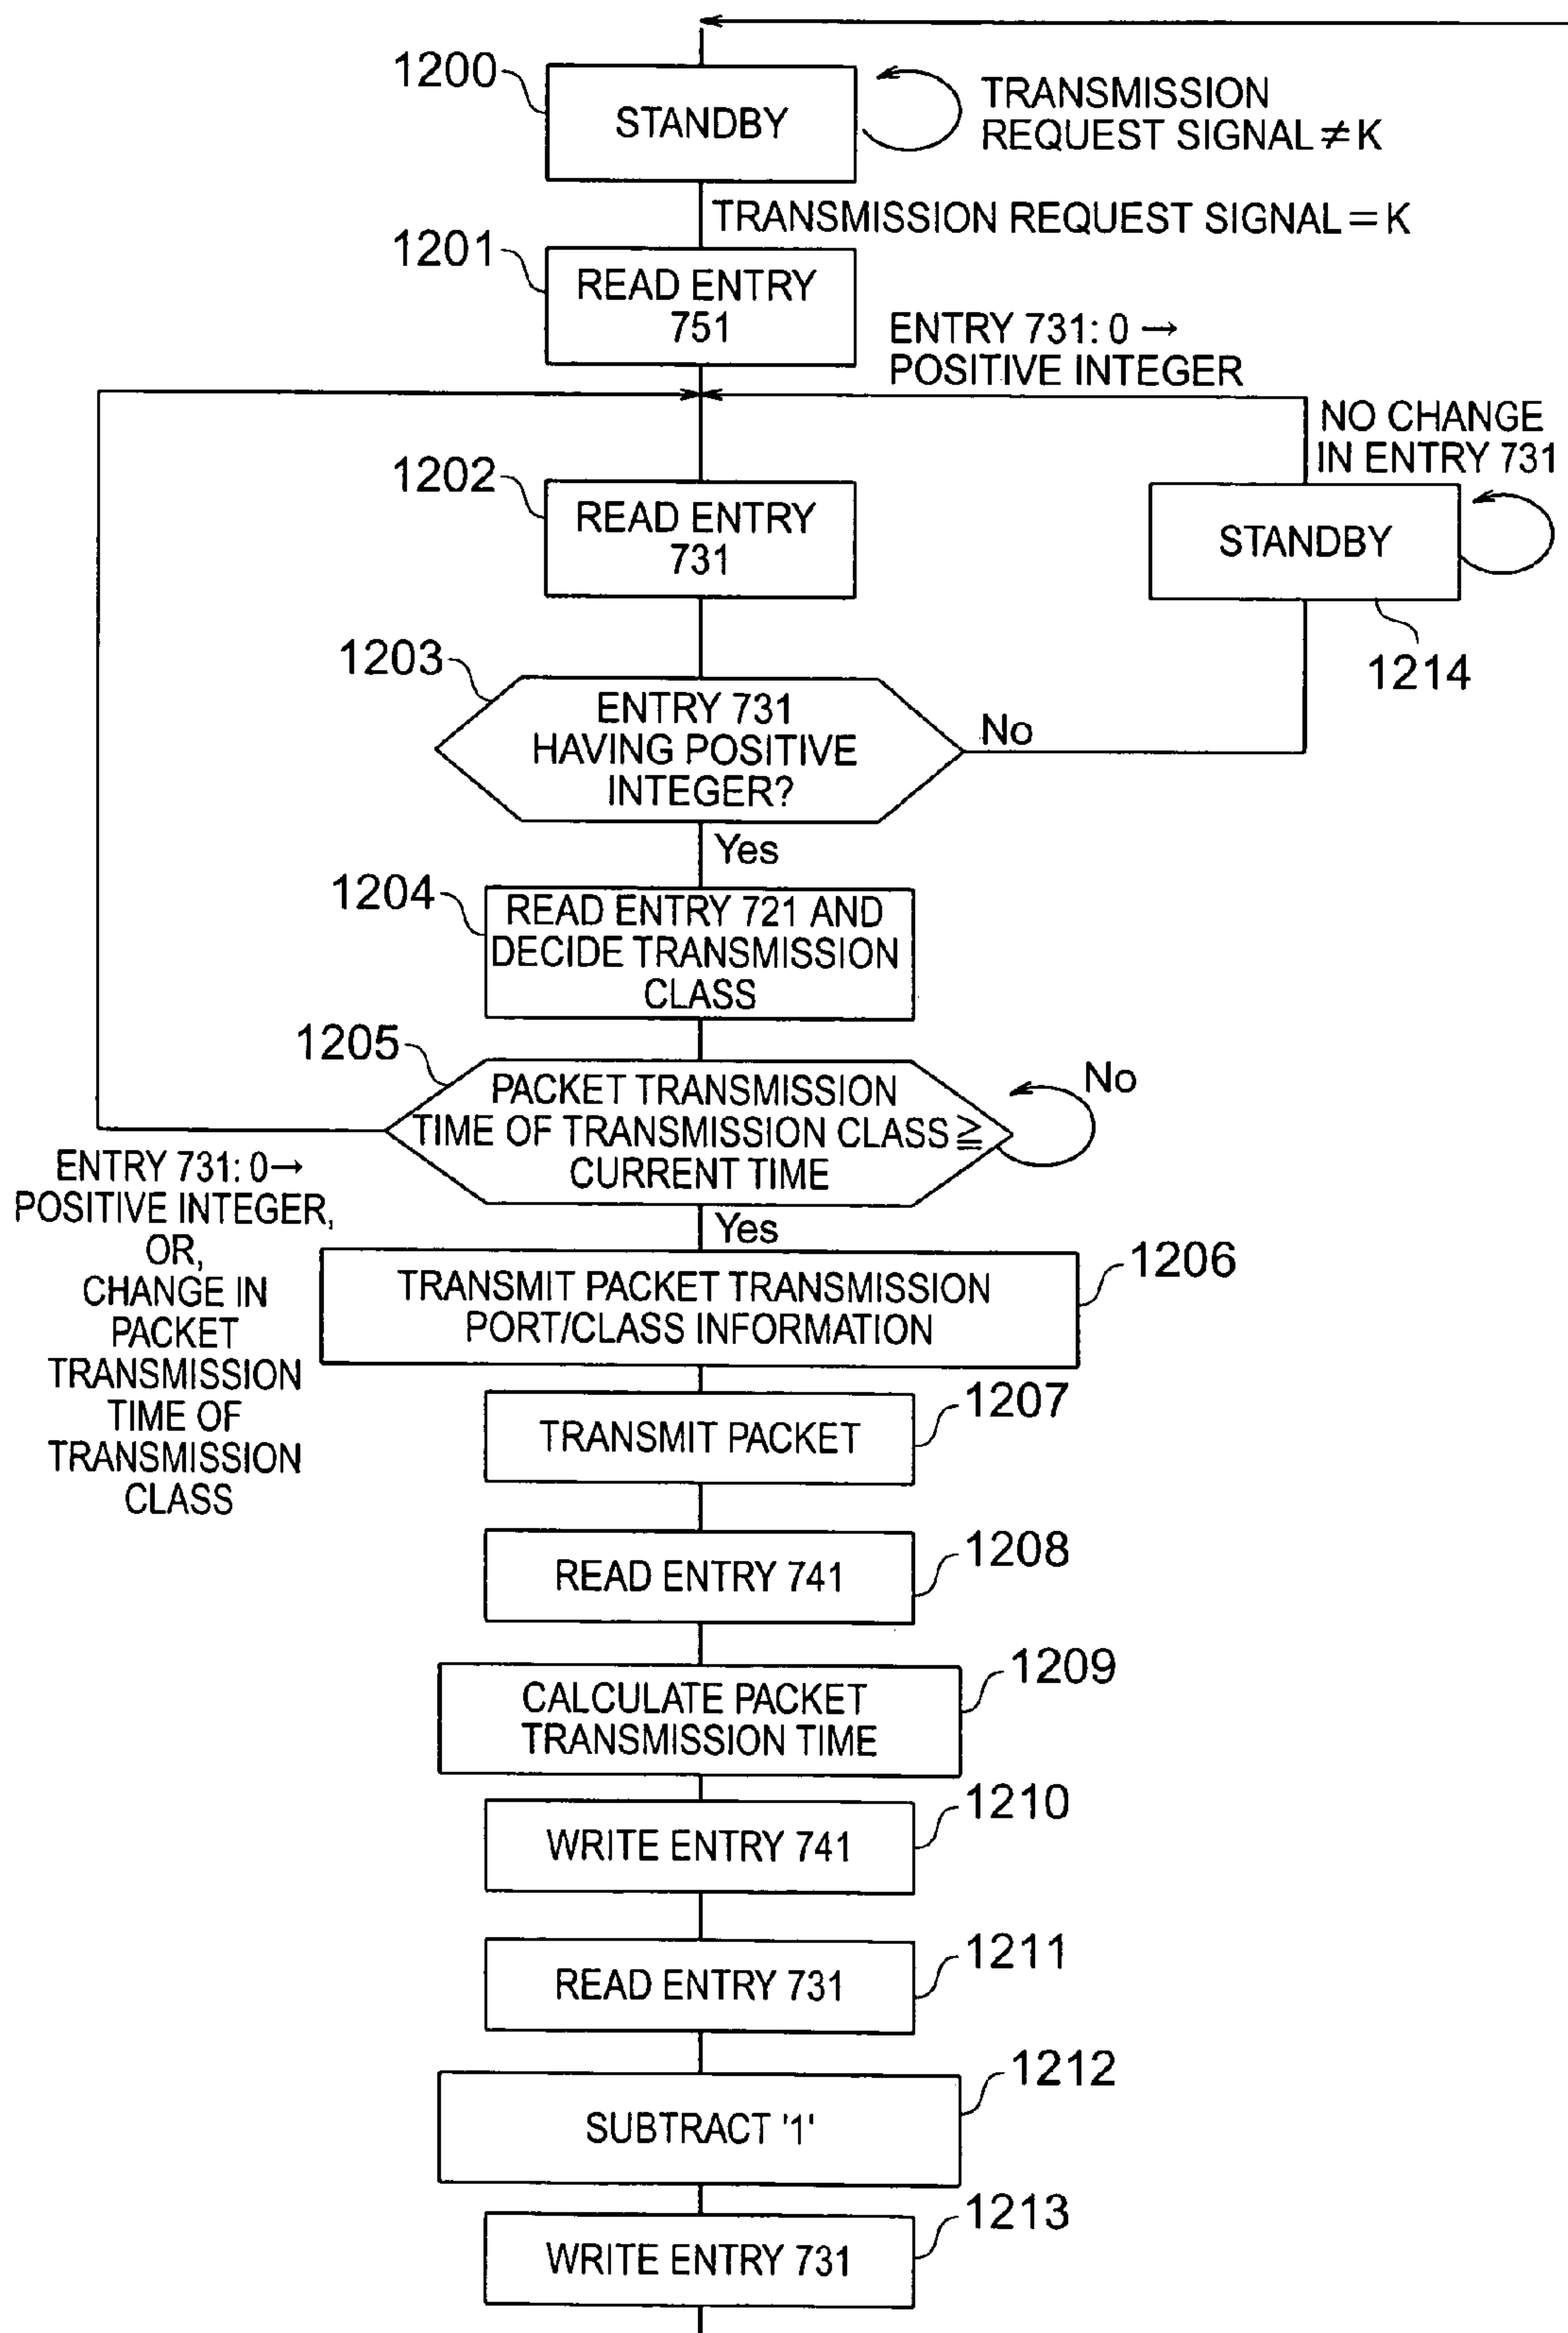 1200
STANDBY
TRANSMISSION
REQUEST SIGNAL ≠ K
TRANSMISSION REQUEST SIGNAL = K
1201
READ ENTRY
751
ENTRY 731: 0 →
POSITIVE INTEGER
NO CHANGE
IN ENTRY 731
1202
READ ENTRY
731
STANDBY
1214
1203
ENTRY 731
HAVING POSITIVE
INTEGER?
No
Yes
1204
READ ENTRY 721 AND
DECIDE TRANSMISSION
CLASS
1205
PACKET TRANSMISSION
TIME OF TRANSMISSION CLASS ≧
CURRENT TIME
No
Yes
ENTRY 731: 0→
POSITIVE INTEGER,
OR,
CHANGE IN
PACKET
TRANSMISSION
TIME OF
TRANSMISSION
CLASS
1206
TRANSMIT PACKET TRANSMISSION
PORT/CLASS INFORMATION
1207
TRANSMIT PACKET
1208
READ ENTRY 741
1209
CALCULATE PACKET
TRANSMISSION TIME
1210
WRITE ENTRY 741
1211
READ ENTRY 731
1212
SUBTRACT '1'
1213
WRITE ENTRY 731